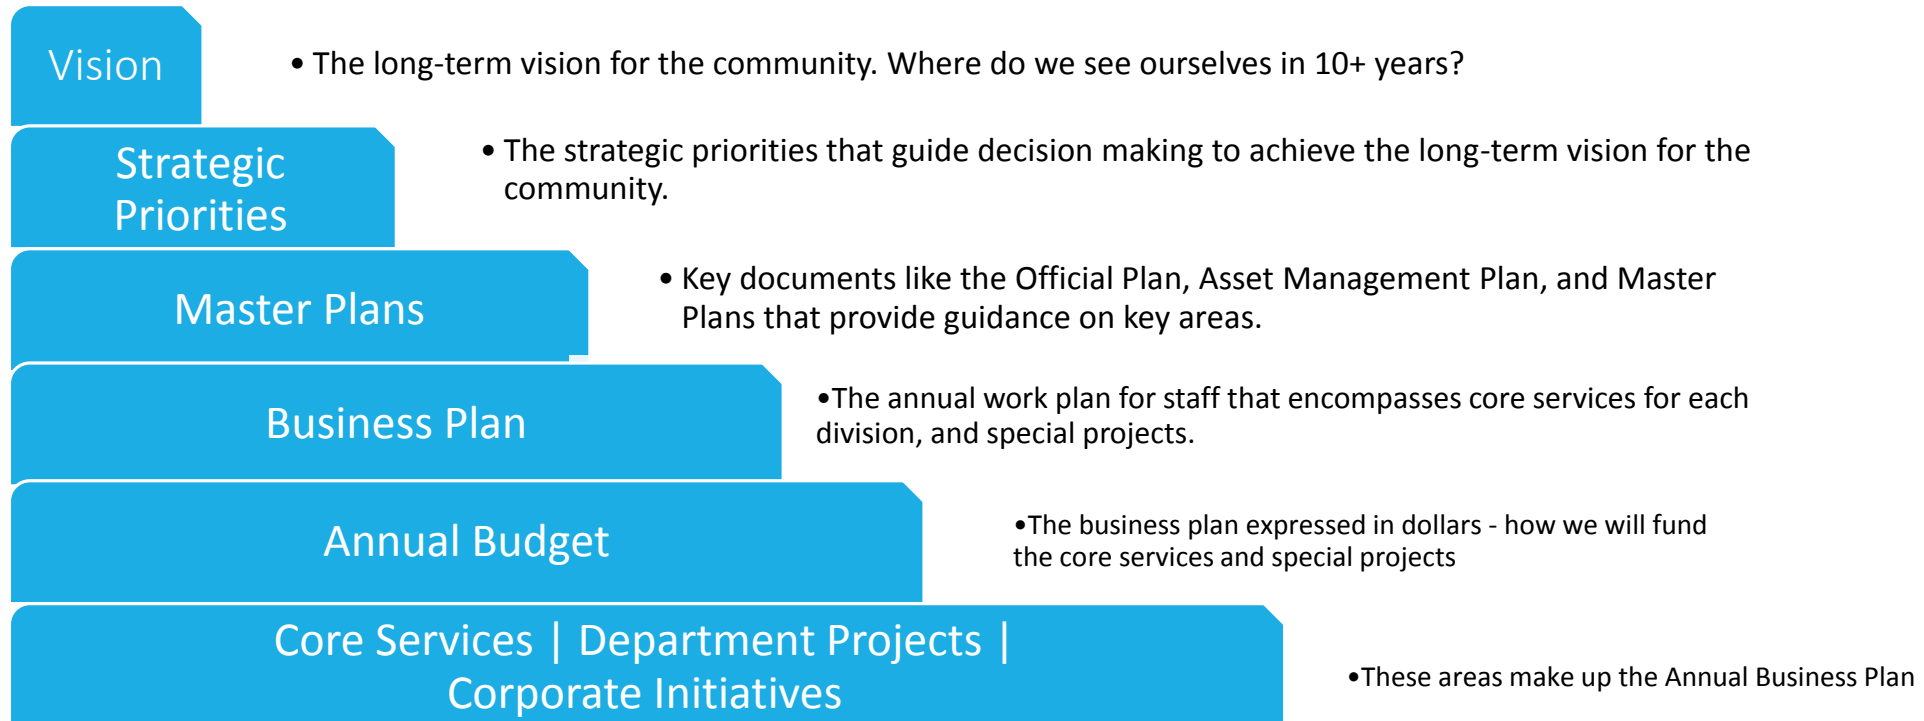 Vision
• The long-term vision for the community. Where do we see ourselves in 10+ years?
Strategic
Priorities
• The strategic priorities that guide decision making to achieve the long-term vision for the
community.
Master Plans
• Key documents like the Official Plan, Asset Management Plan, and Master
Plans that provide guidance on key areas.
Business Plan
•The annual work plan for staff that encompasses core services for each
division, and special projects.
Annual Budget
•The business plan expressed in dollars - how we will fund
the core services and special projects
Core Services | Department Projects |
Corporate Initiatives
•These areas make up the Annual Business Plan